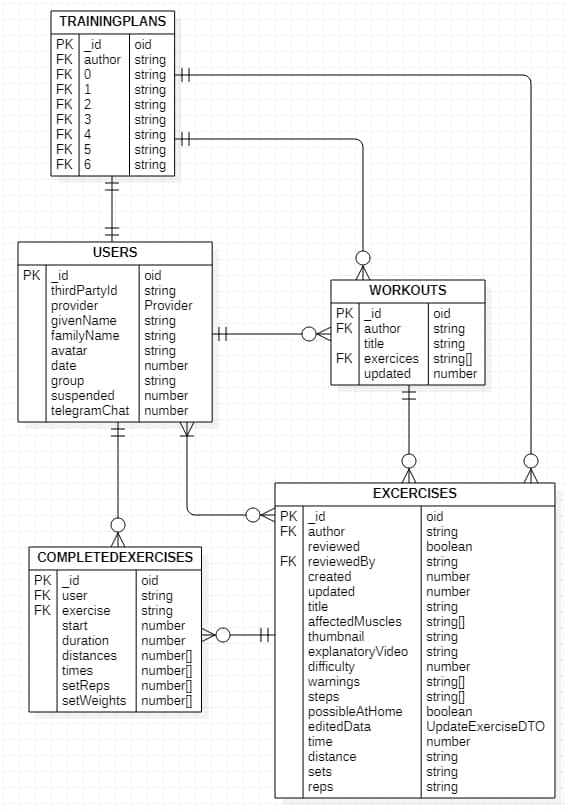 TRAININGPLANS
PK _id oid
FK author string
FK 0 string
FK 1 string
FK 2 string
FK 3 string
FK 4 string
FK 5 string
FK 6 string
USERS
PK _id oid
thirdPartyId string
provider Provider
givenName string
familyName string
avatar string
date number
group string
suspended number
telegramChat number
WORKOUTS
PK _id oid
FK author string
title string
FK exercices string[]
updated number
EXCERCISES
PK _id oid
FK author string
reviewed boolean
FK reviewedBy string
created number
updated number
title string
affectedMuscles string[]
thumbnail string
explanatoryVideo string
difficulty number
warnings string[]
steps string[]
possibleAtHome boolean
editedData UpdateExerciseDTO
time number
distance string
sets string
reps string
COMPLETEDEXERCISES
PK _id oid
FK user string
FK exercise string
start number
duration number
distances number[]
times number[]
setReps number[]
setWeights number[]